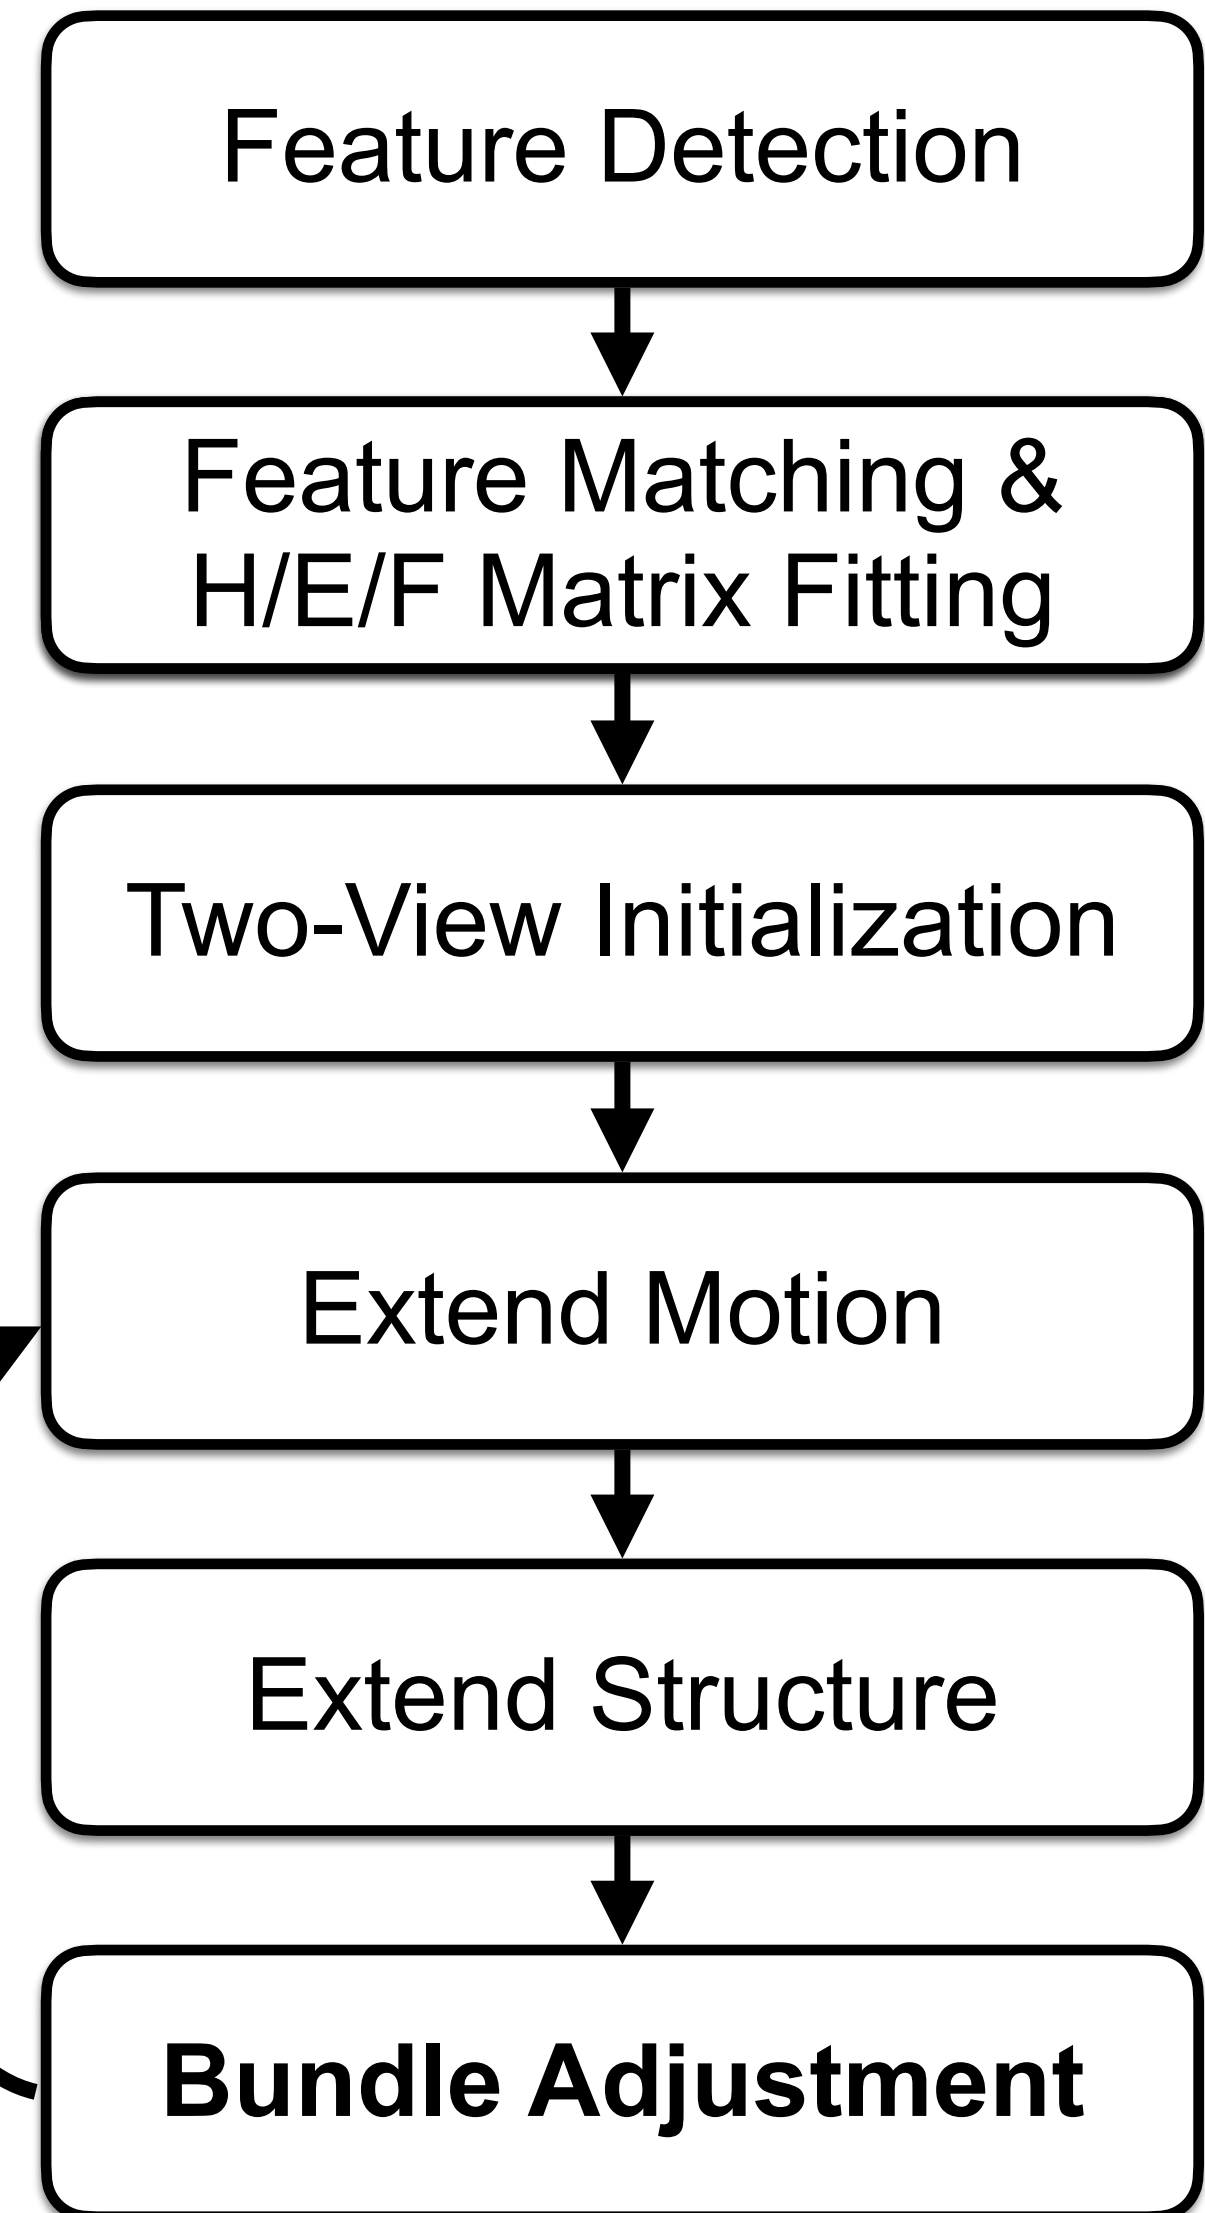 Feature Detection
Feature Matching &
H/E/F Matrix Fitting
Two-View Initialization
Extend Motion
Extend Structure
Bundle Adjustment